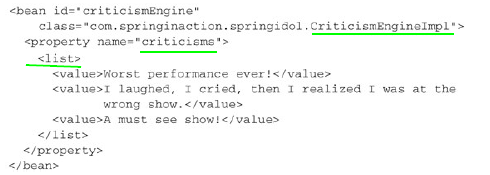 <bean id="criticismEngine"
class="com.springinaction.springidol.CriticismEngineImpl">
<property name="criticisms">
<list>
<value>Worst performance ever!</value>
<value>I laughed, I cried, then I realized I was at the
wrong show.</value>
<value>A must see show!</value>
</list>
</property>
</bean>